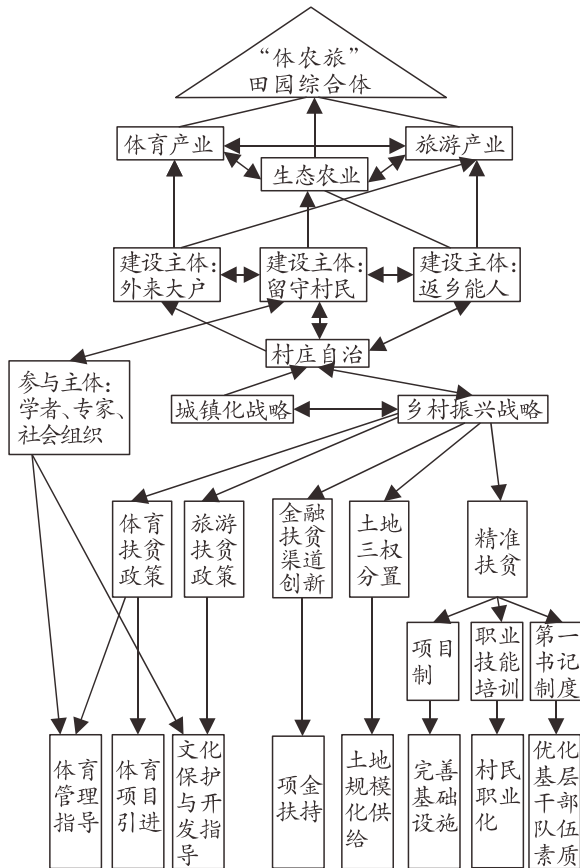 “体农旅”
田园综合体
体育产业
旅游产业
生态农业
建设主体：
外来大户
建设主体：
留守村民
建设主体：
返乡能人
村庄自治
参与主体：
学者、专家、
社会组织
城镇化战略
乡村振兴战略
体育
扶贫
政策
旅游
扶贫
政策
金融
扶贫
渠道
创新
土地
三权
分置
精准
扶贫
项目
制
职业
技能
培训
第一
书记
制度
体育
管理
指导
体育
项目
引进
文化
保护
与开
发指
导
项金
扶持
土地
规模
化供
给
完善
基础
设施
村民
职业
化
优化
基层
干部
队伍
素质